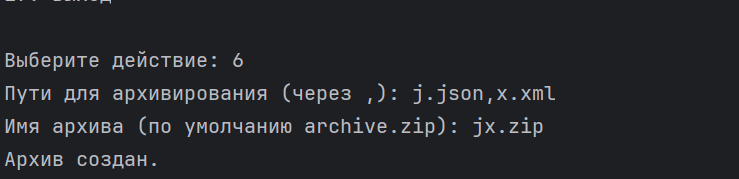 Выберите действие: 6
Пути для архивирования (через ,): j.json,x.xml
Имя архива (по умолчанию archive.zip): jx.zip
Архив создан.